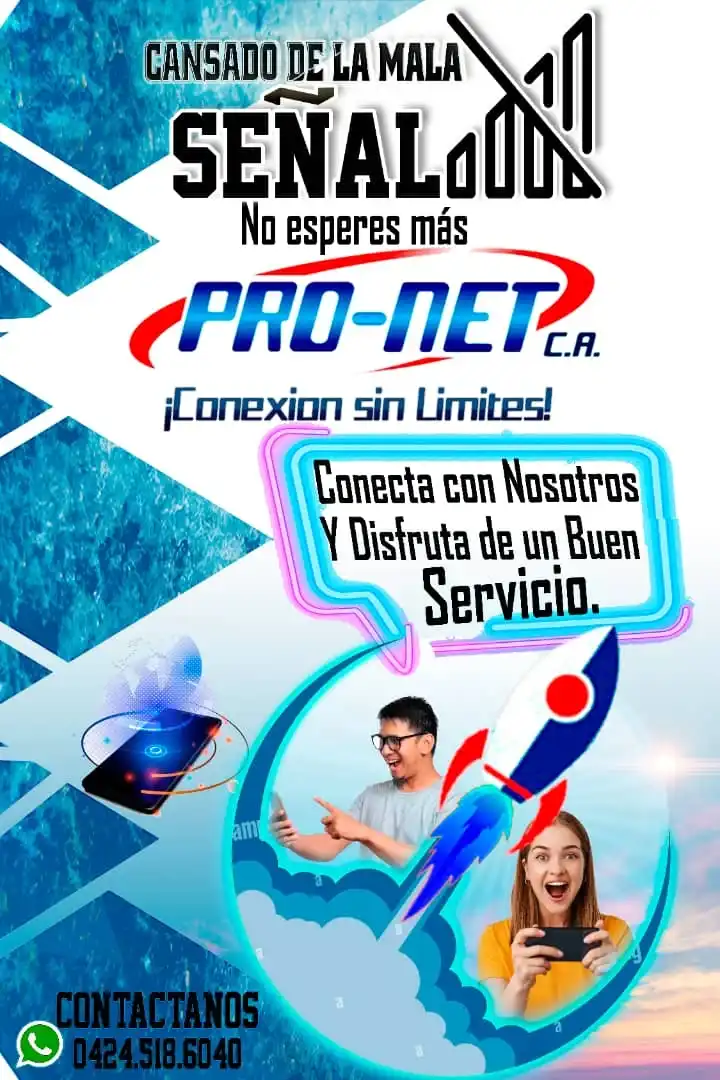 CANSADO DE LA MALA
SEÑAL
No esperes más
PRO-NET C.A.
¡Conexion sin Limites!
Conecta con Nosotros
Y Disfruta de un Buen
Servicio.
CONTACTANOS
0424.518.6040